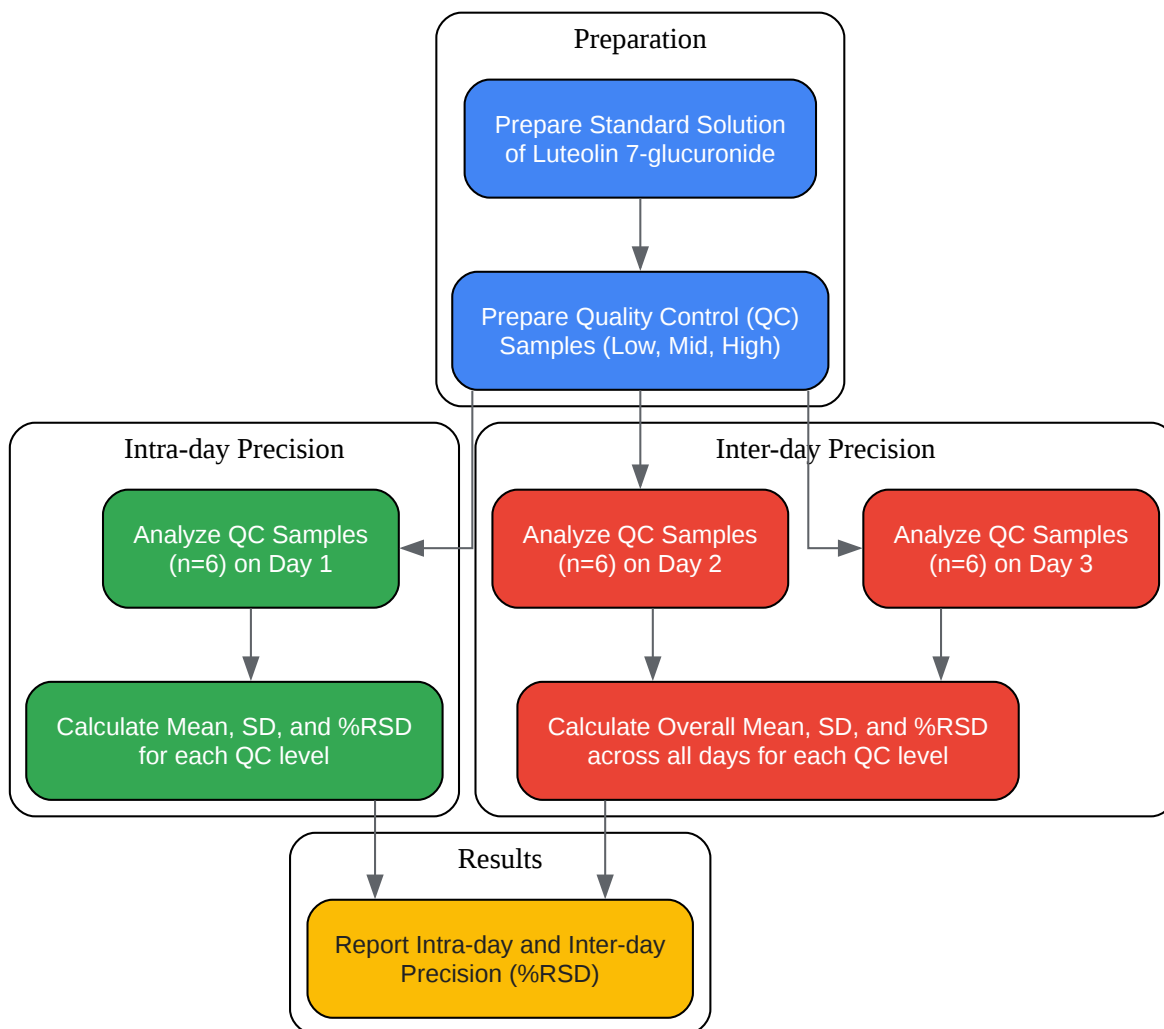 Preparation
Prepare Standard Solution
of Luteolin 7-glucuronide
Prepare Quality Control (QC)
Samples (Low, Mid, High)
Intra-day Precision
Analyze QC Samples
(n=6) on Day 1
Calculate Mean, SD, and %RSD
for each QC level
Inter-day Precision
Analyze QC Samples
(n=6) on Day 2
Analyze QC Samples
(n=6) on Day 3
Calculate Overall Mean, SD, and %RSD
across all days for each QC level
Results
Report Intra-day and Inter-day
Precision (%RSD)